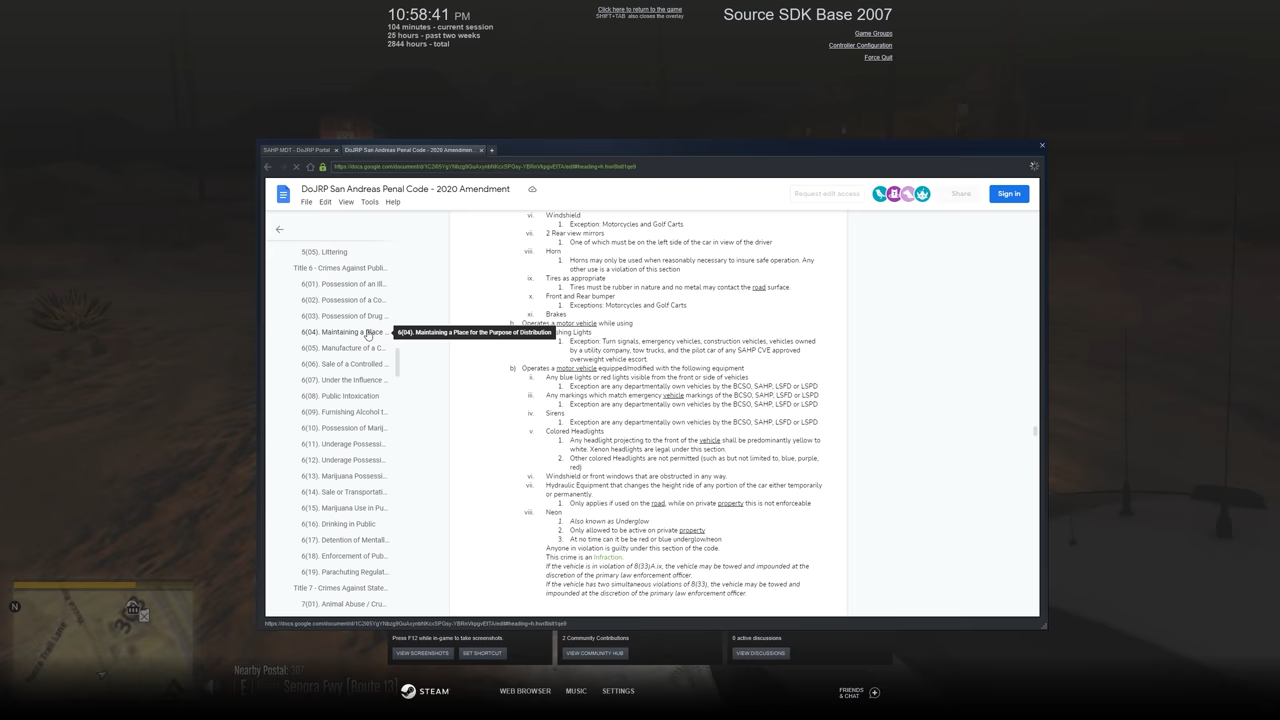 10:58:41 PM
104 minutes - current session
25 hours - past two weeks
2844 hours - total
Click here to return to the game
SHIFT+TAB also closes the overlay
Source SDK Base 2007
Game Groups
Controller Configuration
Force Quit
SAHP MDT - DoJRP Portal
DoJRP San Andreas Penal Code - 2020 Amendmen...
DoJRP San Andreas Penal Code - 2020 Amendment
File Edit View Tools Help
Request edit access
Share
Sign in
5(05). Littering
Title 6 - Crimes Against Publi...
6(01). Possession of an Ill...
6(02). Possession of a Co...
6(03). Possession of Drug ...
6(04). Maintaining a Place ...
6(04). Maintaining a Place for the Purpose of Distribution
6(05). Manufacture of a C...
6(06). Sale of a Controlled ...
6(07). Under the Influence ...
6(08). Public Intoxication
6(09). Furnishing Alcohol t...
6(10). Possession of Marij...
6(11). Underage Possessi...
6(12). Underage Possessi...
6(13). Marijuana Possessi...
6(14). Sale or Transportati...
6(15). Marijuana Use in Pu...
6(16). Drinking in Public
6(17). Detention of Mentall...
6(18). Enforcement of Pub...
6(19). Parachuting Regulat...
Title 7 - Crimes Against State...
7(01). Animal Abuse / Cru...
vi. Windshield
1. Exception: Motorcycles and Golf Carts
vii. 2 Rear view mirrors
1. One of which must be on the left side of the car in view of the driver
viii. Horn
1. Horns may only be used when reasonably necessary to insure safe operation. Any
other use is a violation of this section
ix. Tires as appropriate
1. Tires must be rubber in nature and no metal may contact the road surface.
x. Front and Rear bumper
1. Exceptions: Motorcycles and Golf Carts
xi. Brakes
Operates a motor vehicle while using
shing Lights
1. Exception: Turn signals, emergency vehicles, construction vehicles, vehicles owned
by a utility company, tow trucks, and the pilot car of any SAHP CVE approved
overweight vehicle escort.
b) Operates a motor vehicle equipped/modified with the following equipment
ii. Any blue lights or red lights visible from the front or side of vehicles
1. Exception are any departmentally own vehicles by the BCSO, SAHP, LSFD or LSPD
iii. Any markings which match emergency vehicle markings of the BCSO, SAHP, LSFD or LSPD
1. Exception are any departmentally own vehicles by the BCSO, SAHP, LSFD or LSPD
iv. Sirens
1. Exception are any departmentally own vehicles by the BCSO, SAHP, LSFD or LSPD
v. Colored Headlights
1. Any headlight projecting to the front of the vehicle shall be predominantly yellow to
white. Xenon headlights are legal under this section.
2. Other colored Headlights are not permitted (such as but not limited to, blue, purple,
red)
vi. Windshield or front windows that are obstructed in any way.
vii. Hydraulic Equipment that changes the height ride of any portion of the car either temporarily
or permanently.
1. Only applies if used on the road, while on private property this is not enforceable
viii. Neon
1. Also known as Underglow
2. Only allowed to be active on private property
3. At no time can it be be red or blue underglow/neon
Anyone in violation is guilty under this section of the code.
This crime is an Infraction.
If the vehicle is in violation of 8(33)A.ix, the vehicle may be towed and impounded at the
discretion of the primary law enforcement officer.
If the vehicle has two simultaneous violations of 8(33), the vehicle may be towed and
impounded at the discretion of the primary law enforcement officer.
Press F12 while in-game to take screenshots.
VIEW SCREENSHOTS
SET SHORTCUT
2 Community Contributions
VIEW COMMUNITY HUB
0 active discussions
VIEW DISCUSSIONS
N
Nearby Postal: 307
E
Senora Fwy [Route 13]
STEAM
WEB BROWSER
MUSIC
SETTINGS
FRIENDS
& CHAT